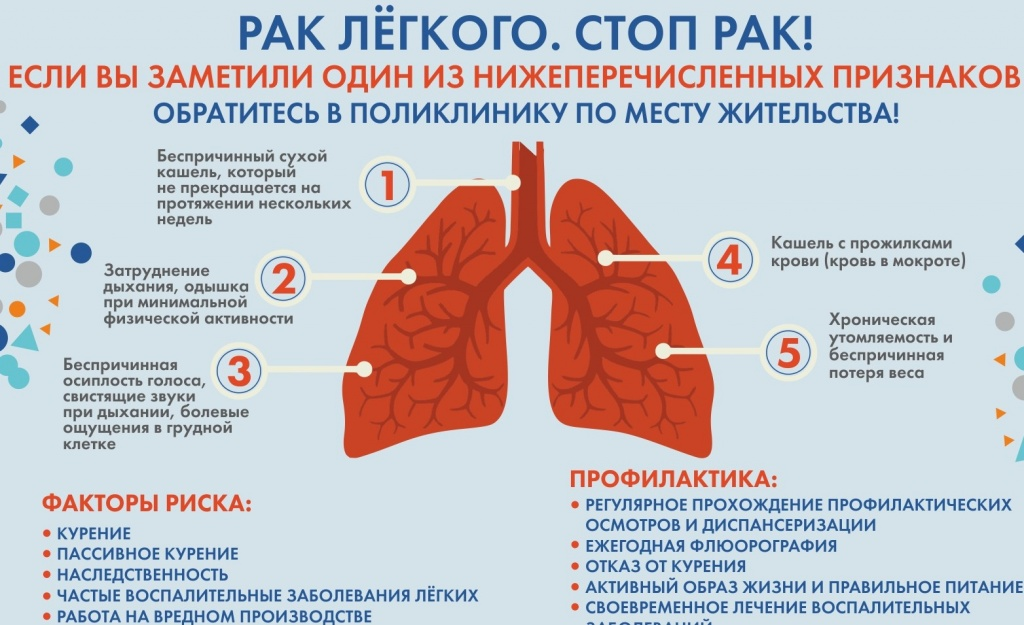 РАК ЛЁГКОГО. СТОП РАК!
ЕСЛИ ВЫ ЗАМЕТИЛИ ОДИН ИЗ НИЖЕПЕРЕЧИСЛЕННЫХ ПРИЗНАКОВ
ОБРАТИТЕСЬ В ПОЛИКЛИНИКУ ПО МЕСТУ ЖИТЕЛЬСТВА!
1
Беспричинный сухой
кашель, который
не прекращается на
протяжении нескольких
недель
2
Затруднение
дыхания, одышка
при минимальной
физической активности
3
Беспричинная
осиплость голоса,
свистящие звуки
при дыхании, болевые
ощущения в грудной
клетке
4
Кашель с прожилками
крови (кровь в мокроте)
5
Хроническая
утомляемость и
беспричинная
потеря веса
ФАКТОРЫ РИСКА:
• КУРЕНИЕ
• ПАССИВНОЕ КУРЕНИЕ
• НАСЛЕДСТВЕННОСТЬ
• ЧАСТЫЕ ВОСПАЛИТЕЛЬНЫЕ ЗАБОЛЕВАНИЯ ЛЁГКИХ
• РАБОТА НА ВРЕДНОМ ПРОИЗВОДСТВЕ
ПРОФИЛАКТИКА:
• РЕГУЛЯРНОЕ ПРОХОЖДЕНИЕ ПРОФИЛАКТИЧЕСКИХ
ОСМОТРОВ И ДИСПАНСЕРИЗАЦИИ
• ЕЖЕГОДНАЯ ФЛЮОРОГРАФИЯ
• ОТКАЗ ОТ КУРЕНИЯ
• АКТИВНЫЙ ОБРАЗ ЖИЗНИ И ПРАВИЛЬНОЕ ПИТАНИЕ
• СВОЕВРЕМЕННОЕ ЛЕЧЕНИЕ ВОСПАЛИТЕЛЬНЫХ